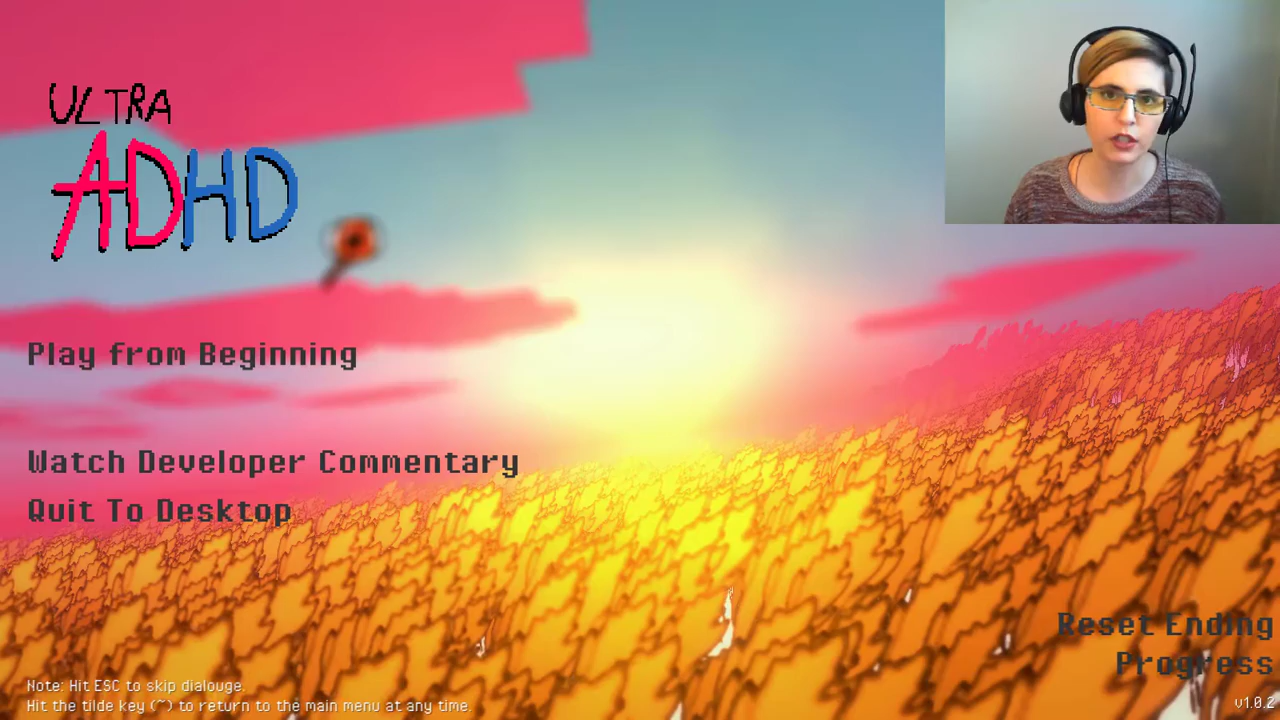 ULTRA
ADHD
Play from Beginning
Watch Developer Commentary
Quit To Desktop
Reset Ending
Progress
Note: Hit ESC to skip dialouge.
Hit the tilde key (~) to return to the main menu at any time.
v1.0.2